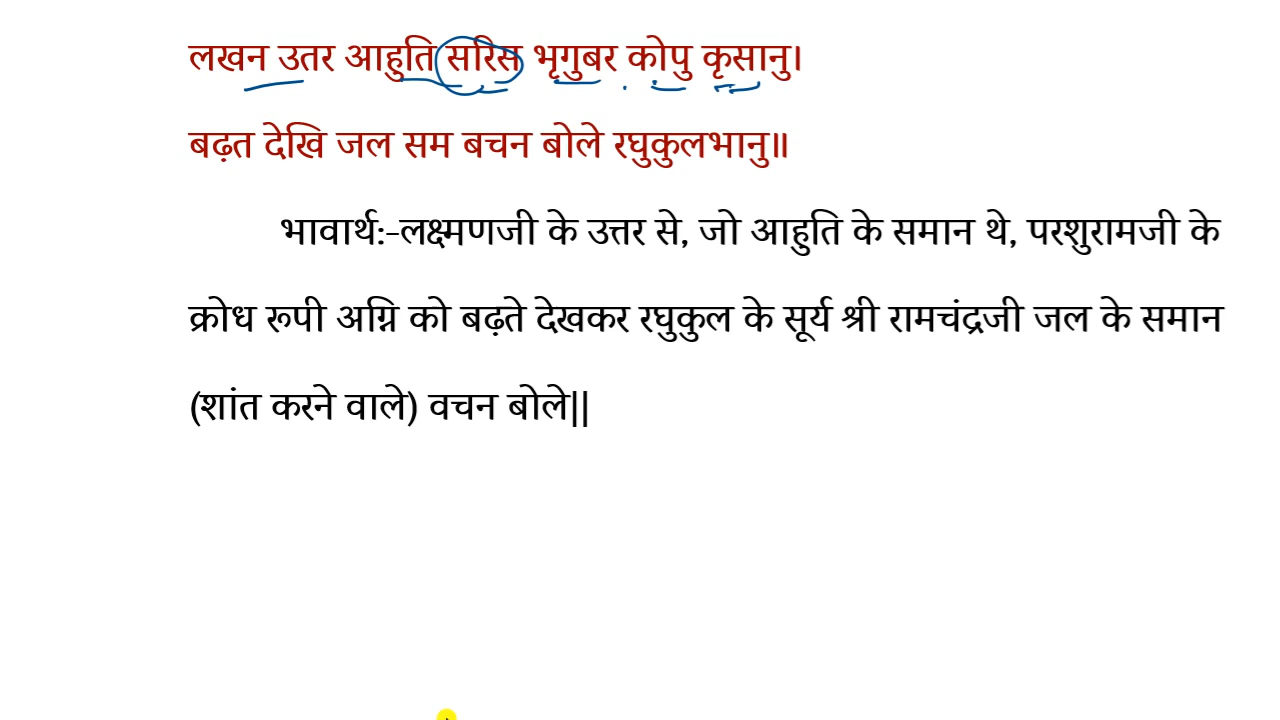 लखन उतर आहुति सरिस भृगुबर कोपु कृसानु।
बढ़त देखि जल सम बचन बोले रघुकुलभानु॥
भावार्थ:-लक्ष्मणजी के उत्तर से, जो आहुति के समान थे, परशुरामजी के
क्रोध रूपी अग्नि को बढ़ते देखकर रघुकुल के सूर्य श्री रामचंद्रजी जल के समान
(शांत करने वाले) वचन बोले||